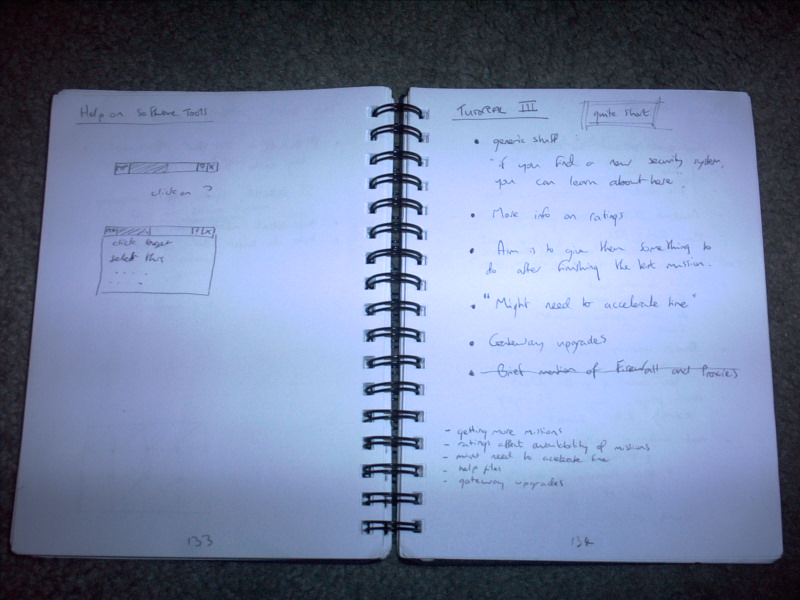 Help on Software Tools
? X
click on ?
? X
click target
select this
133
TUTORIAL III
quite short
• generic stuff
"if you find a new security system,
you can learn about here".
• More info on ratings
• Aim is to give them something to
do after finishing the test mission.
• "Might need to accelerate time"
• Gateway upgrades
• Brief mention of Firewall and Proxies
- getting more missions
- ratings affect availability of missions
- might need to accelerate time
- help files
- gateway upgrades
134